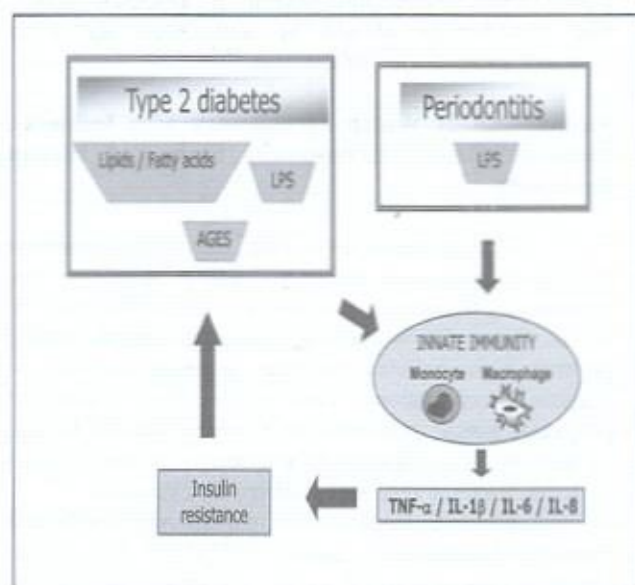 Type 2 diabetes
Lipids / Fatty acids
LPS
AGES
Periodontitis
LPS
INNATE IMMUNITY
Monocyte Macrophage
TNF-α / IL-1β / IL-6 / IL-8
Insulin
resistance